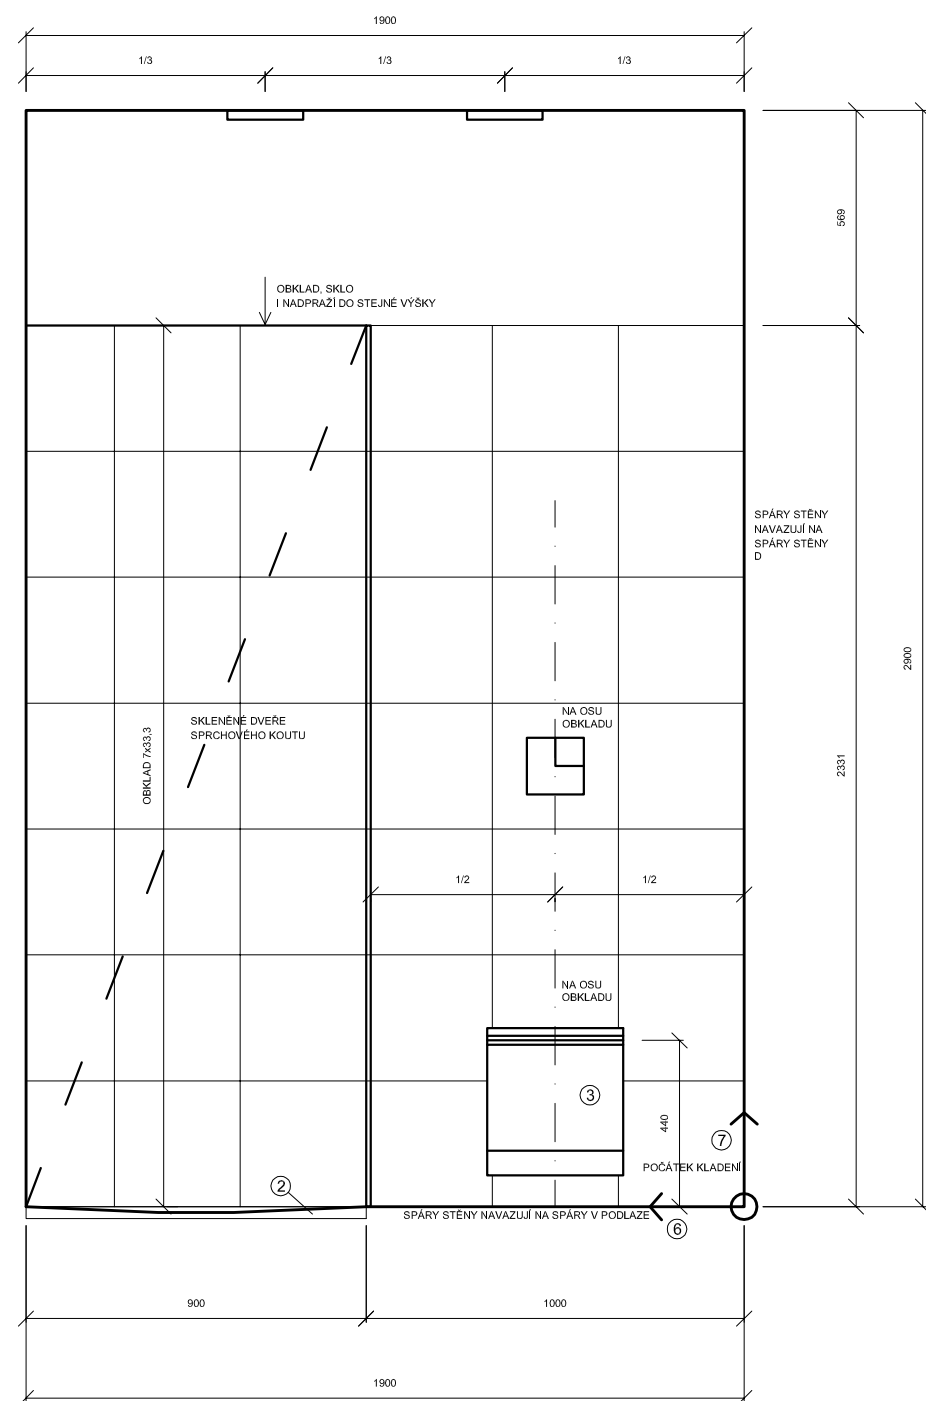 1900
1/3
1/3
1/3
569
OBKLAD, SKLO
I NADPRAŽÍ DO STEJNÉ VÝŠKY
SPÁRY STĚNY
NAVAZUJÍ NA
SPÁRY STĚNY
D
2900
NA OSU
OBKLADU
SKLENĚNÉ DVEŘE
SPRCHOVÉHO KOUTU
OBKLAD 7x33,3
2331
1/2
1/2
NA OSU
OBKLADU
3
440
7
POČÁTEK KLADENÍ
2
SPÁRY STĚNY NAVAZUJÍ NA SPÁRY V PODLAZE
6
900
1000
1900